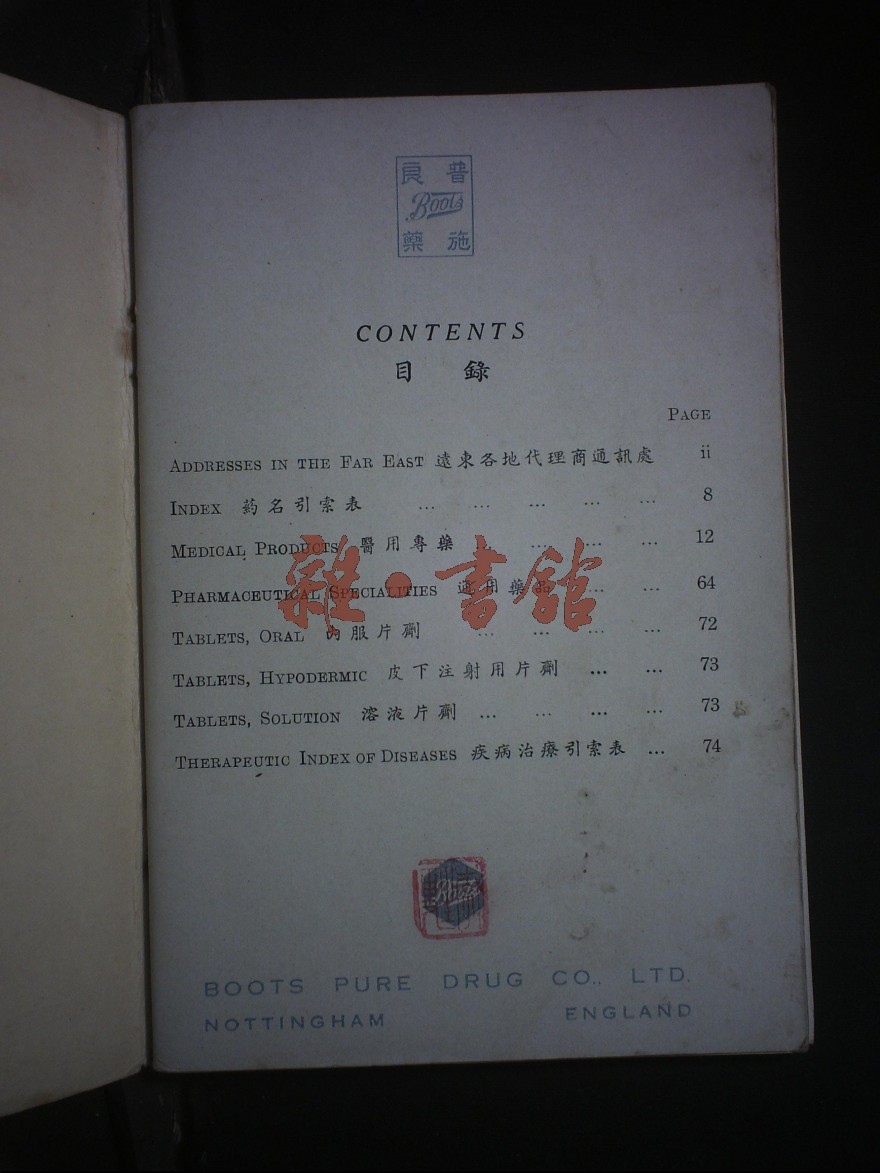 良 普
Boots
藥 施
CONTENTS
目 錄
PAGE
ADDRESSES IN THE FAR EAST 遠東各地代理商通訊處 ii
INDEX 葯名引索表 ... ... ... ... ... 8
MEDICAL PRODUCTS 醫用專藥 ... ... ... 12
PHARMACEUTICAL SPECIALITIES 適用藥品 ... ... 64
TABLETS, ORAL 內服片劑 ... ... ... ... 72
TABLETS, HYPODERMIC 皮下注射用片劑 ... ... 73
TABLETS, SOLUTION 溶液片劑 ... ... ... ... 73
THERAPEUTIC INDEX OF DISEASES 疾病治療引索表 ... 74
雜·書館
Boots
BOOTS PURE DRUG CO., LTD.
NOTTINGHAM ENGLAND